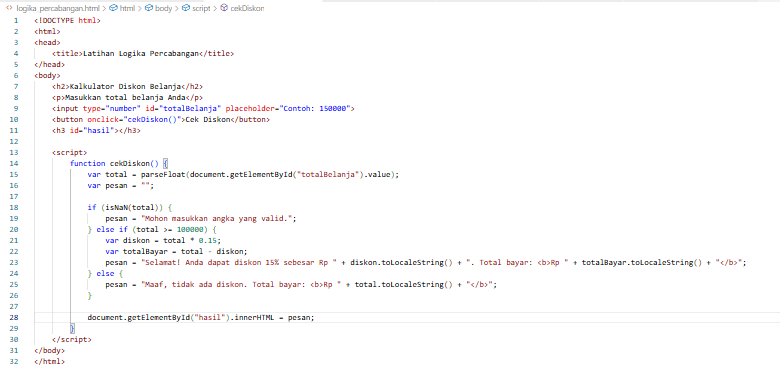 logika percabangan.html > html > body > script > cekDiskon
1 <!DOCTYPE html>
2 <html>
3 <head>
4 <title>Latihan Logika Percabangan</title>
5 </head>
6 <body>
7 <h2>Kalkulator Diskon Belanja</h2>
8 <p>Masukkan total belanja Anda</p>
9 <input type="number" id="totalBelanja" placeholder="Contoh: 150000">
10 <button onclick="cekDiskon()">Cek Diskon</button>
11 <h3 id="hasil"></h3>
12
13 <script>
14 function cekDiskon() {
15 var total = parseFloat(document.getElementById("totalBelanja").value);
16 var pesan = "";
17
18 if (isNaN(total)) {
19 pesan = "Mohon masukkan angka yang valid.";
20 } else if (total >= 100000) {
21 var diskon = total * 0.15;
22 var totalBayar = total - diskon;
23 pesan = "Selamat! Anda dapat diskon 15% sebesar Rp " + diskon.toLocaleString() + ". Total bayar: <b>Rp " + totalBayar.toLocaleString() + "</b>";
24 } else {
25 pesan = "Maaf, tidak ada diskon. Total bayar: <b>Rp " + total.toLocaleString() + "</b>";
26 }
27
28 document.getElementById("hasil").innerHTML = pesan;
29 }
30 </script>
31 </body>
32 </html>